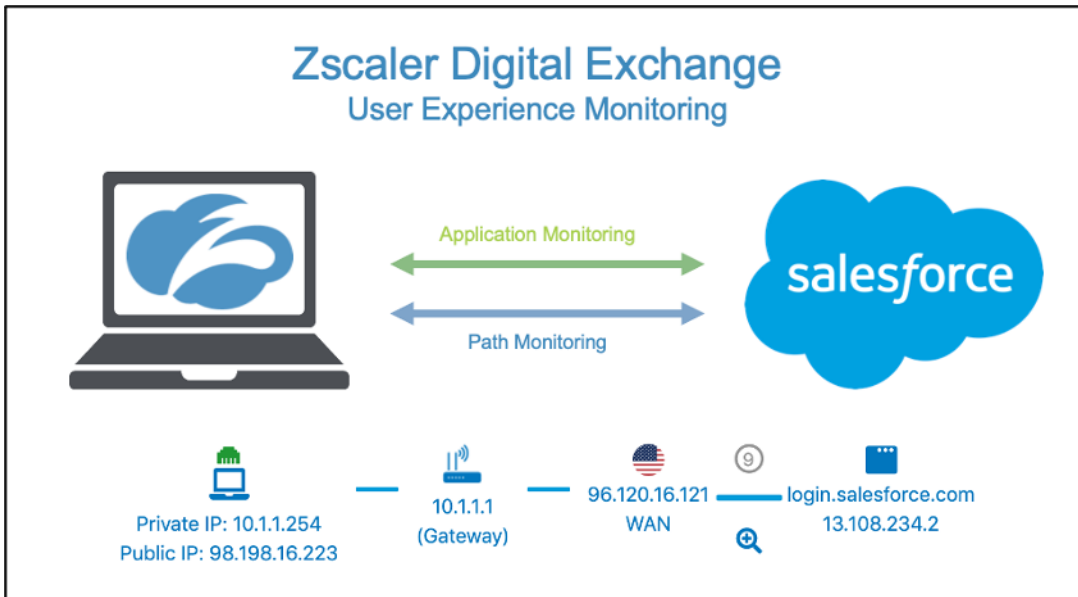 Zscaler Digital Exchange
User Experience Monitoring
Application Monitoring
salesforce
Path Monitoring
9
Private IP: 10.1.1.254
Public IP: 98.198.16.223
10.1.1.1
(Gateway)
96.120.16.121
WAN
login.salesforce.com
13.108.234.2